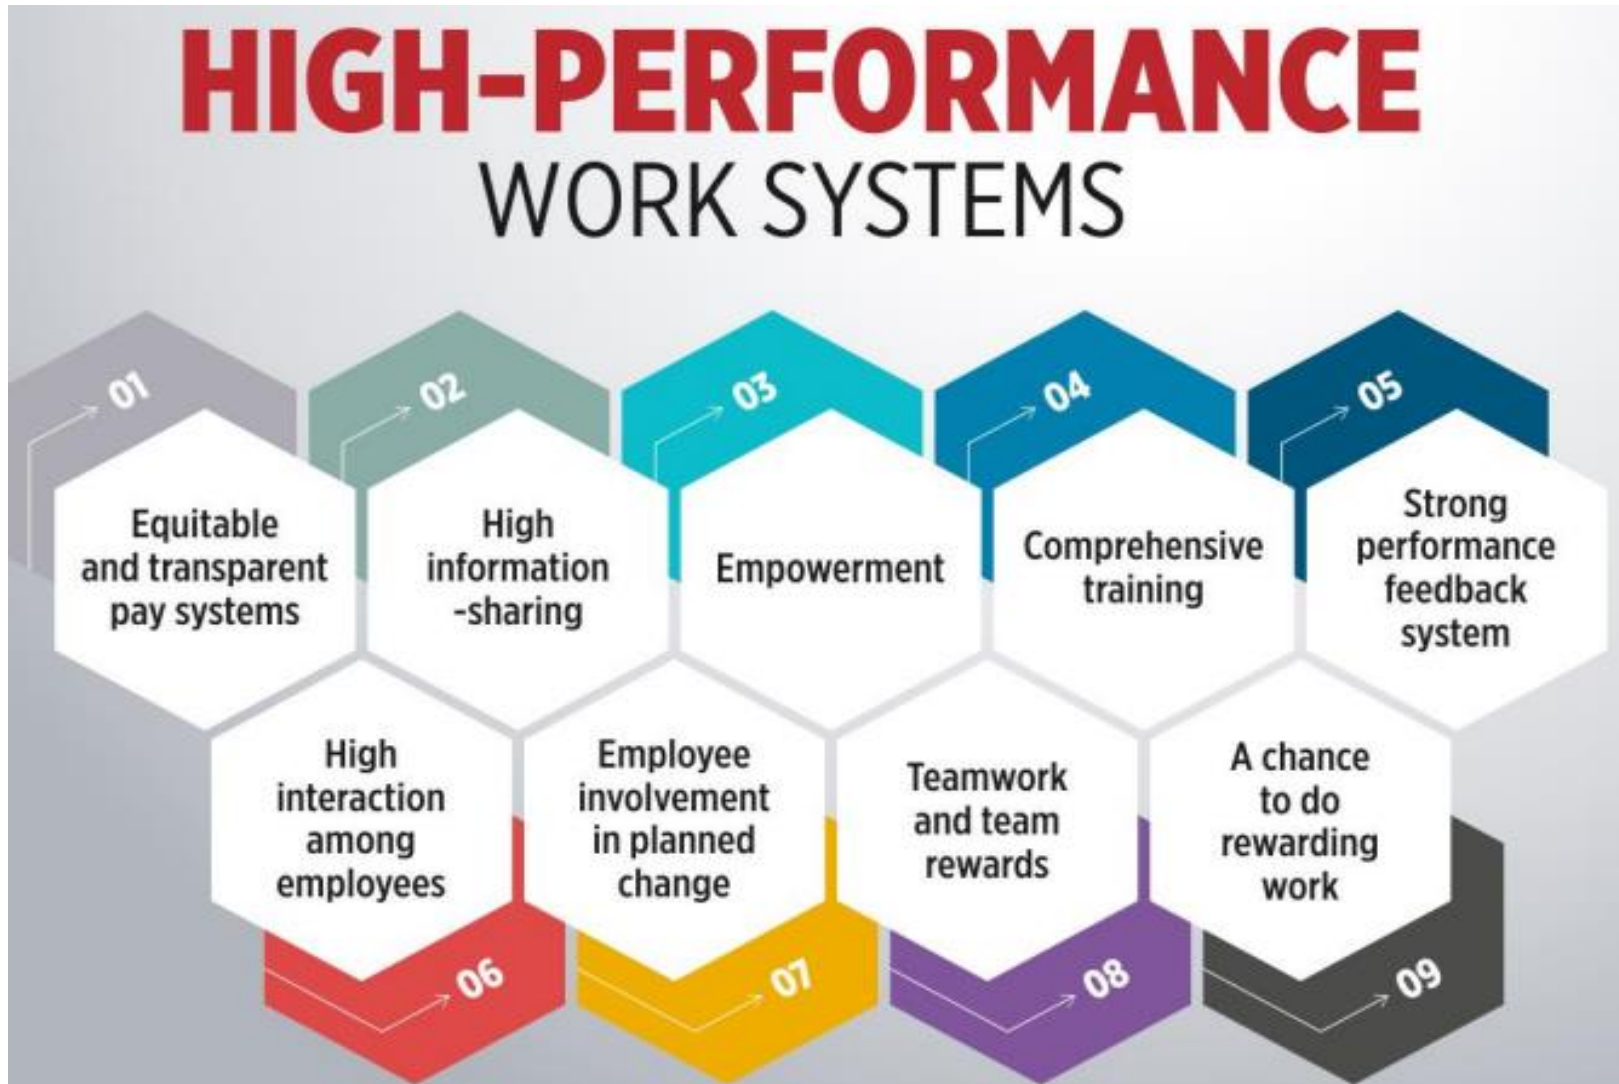 HIGH-PERFORMANCE
WORK SYSTEMS
01
Equitable
and transparent
pay systems
02
High
information
-sharing
03
Empowerment
04
Comprehensive
training
05
Strong
performance
feedback
system
High
interaction
among
employees
06
Employee
involvement
in planned
change
07
Teamwork
and team
rewards
08
A chance
to do
rewarding
work
09